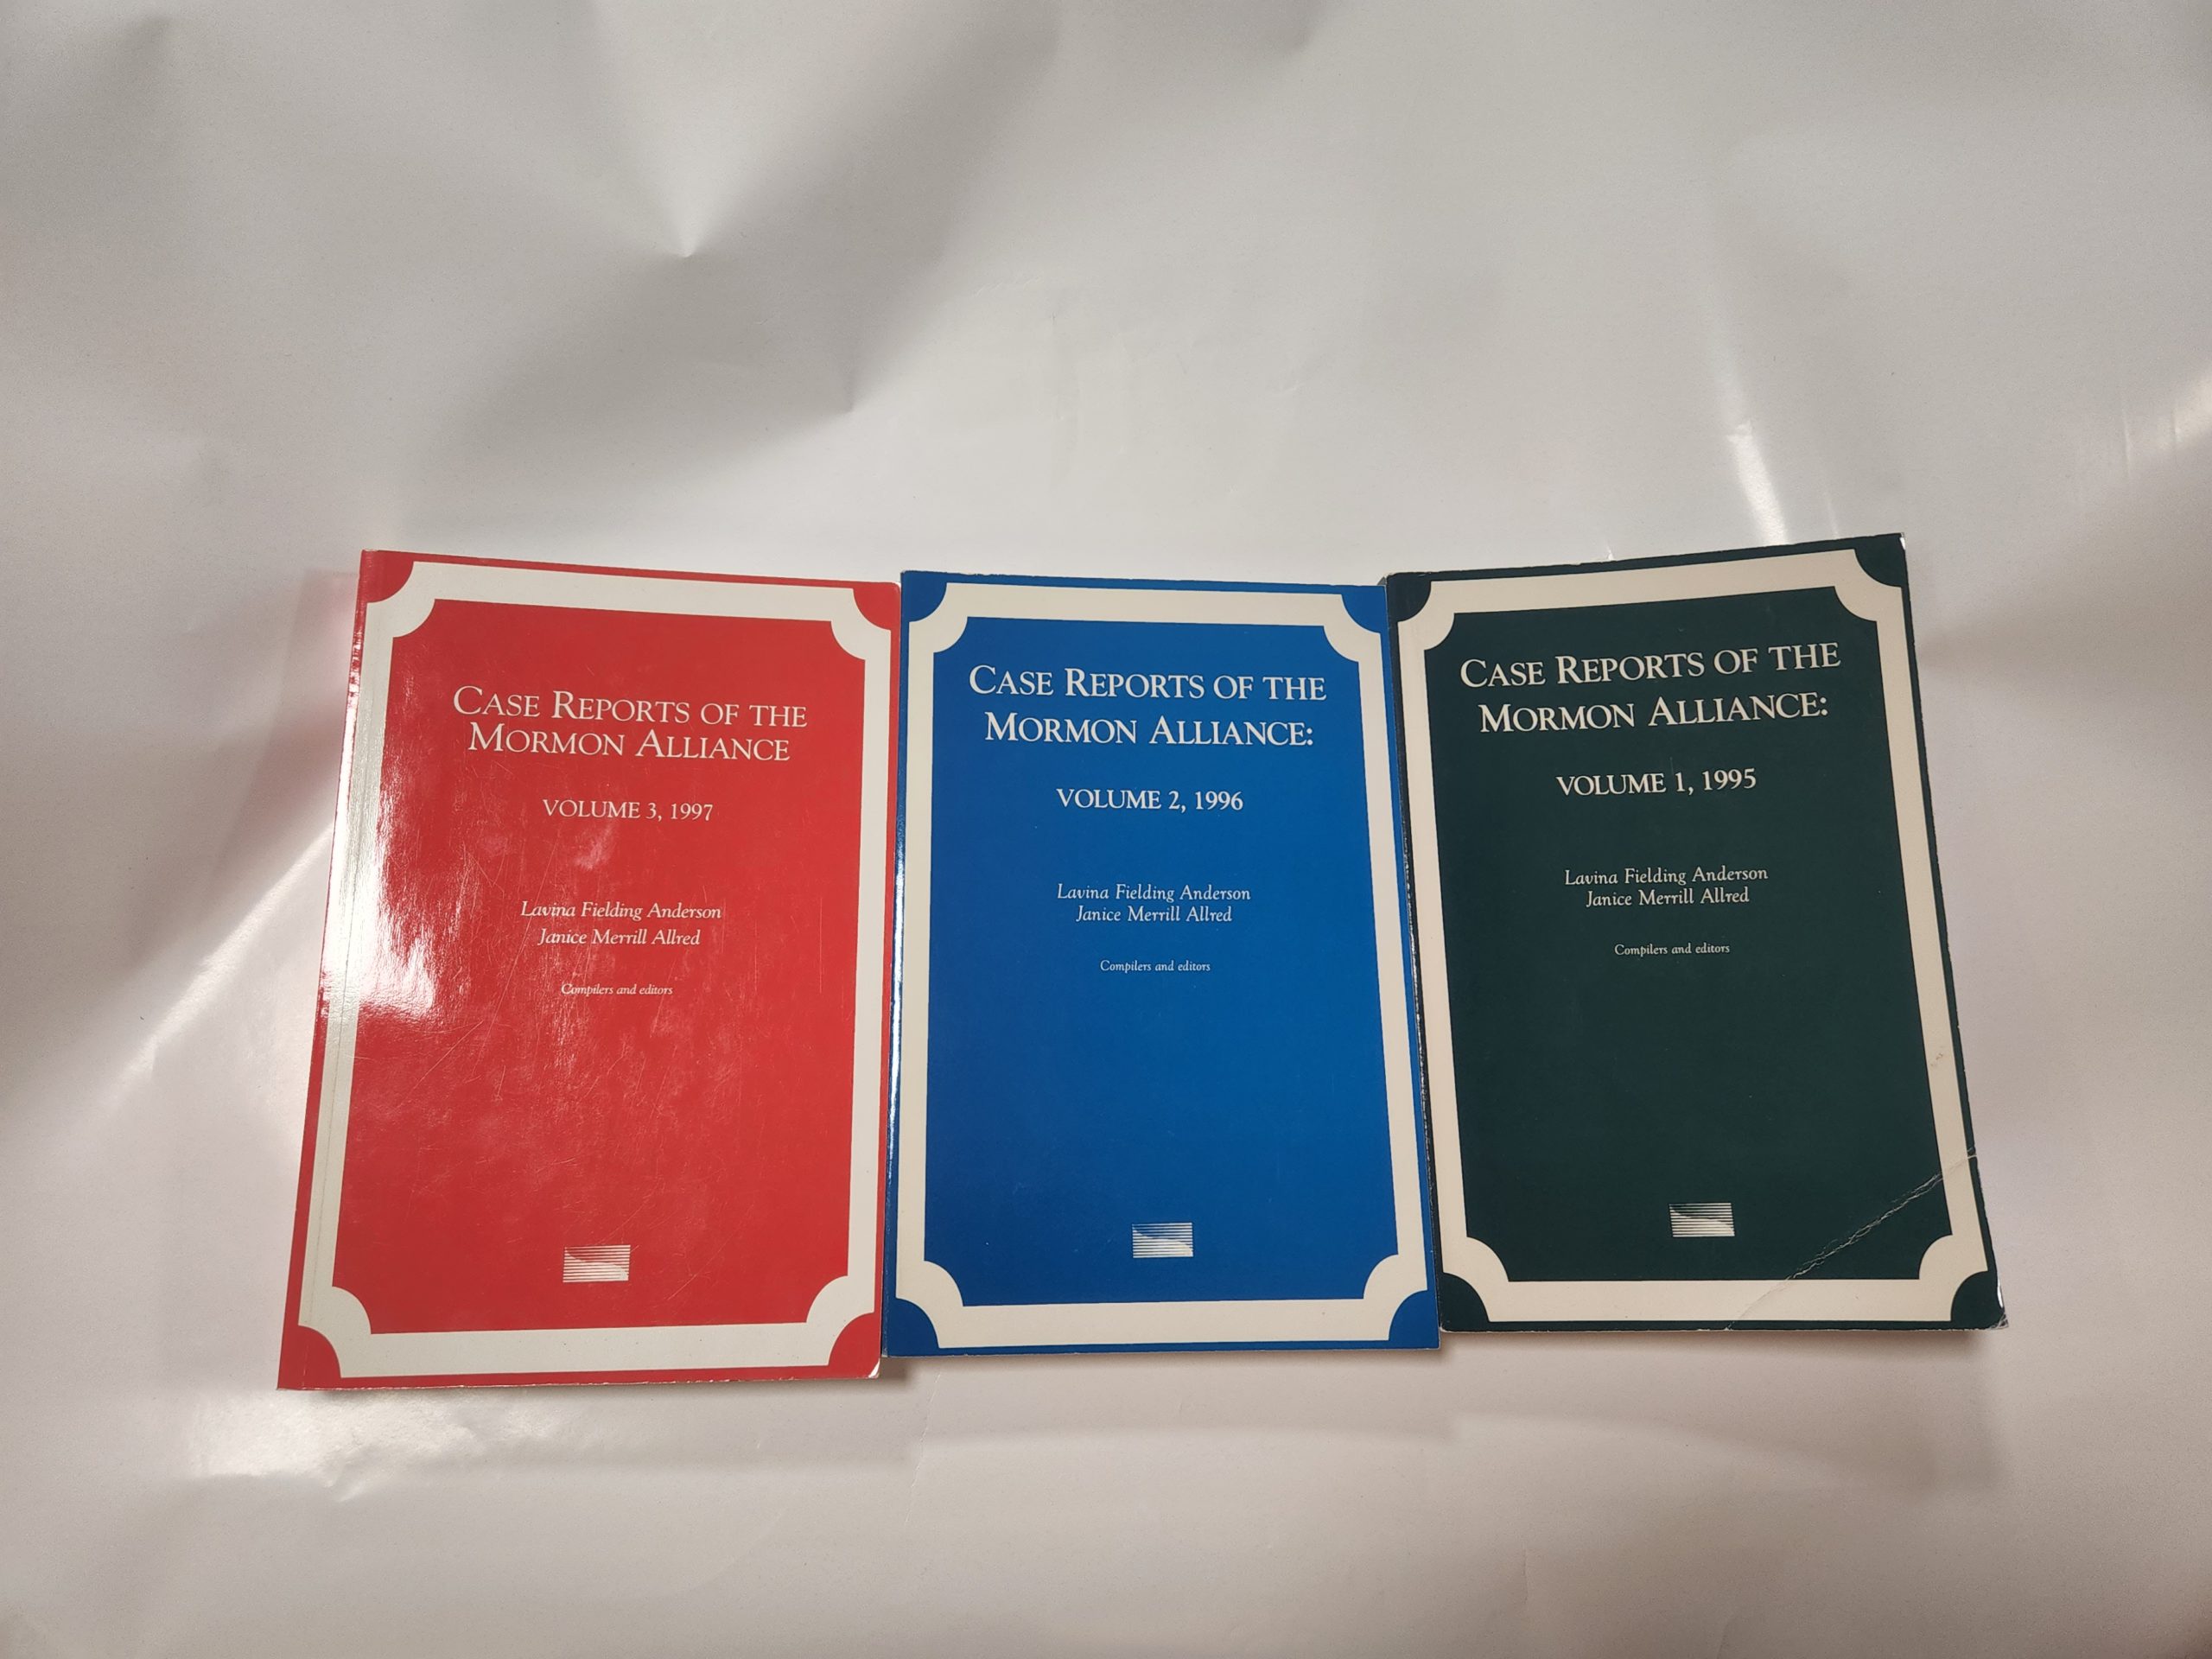 CASE REPORTS OF THE
MORMON ALLIANCE
VOLUME 3, 1997
Lavina Fielding Anderson
Janice Merrill Allred
Compilers and editors
CASE REPORTS OF THE
MORMON ALLIANCE:
VOLUME 2, 1996
Lavina Fielding Anderson
Janice Merrill Allred
Compilers and editors
CASE REPORTS OF THE
MORMON ALLIANCE:
VOLUME 1, 1995
Lavina Fielding Anderson
Janice Merrill Allred
Compilers and editors